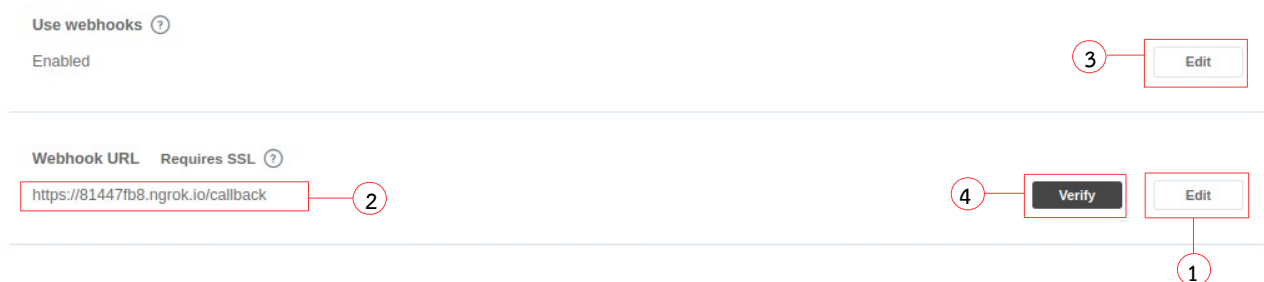 Use webhooks ?
Enabled
3
Edit
Webhook URL Requires SSL ?
https://81447fb8.ngrok.io/callback
2
4
Verify
Edit
1